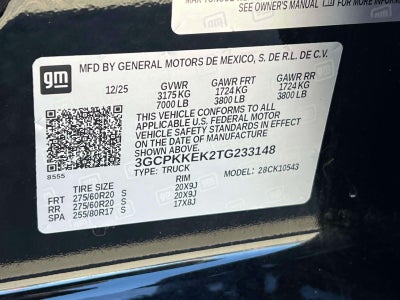 SEE OWNER'S MANUAL
gm
MFD BY GENERAL MOTORS DE MEXICO, S. DE R.L. DE C.V.
12/25 GVWR GAWR FRT GAWR RR
3175 KG 1724 KG 1724 KG
7000 LB 3800 LB 3800 LB
THIS VEHICLE CONFORMS TO ALL APPLICABLE
U.S. FEDERAL MOTOR VEHICLE SAFETY
STANDARDS IN EFFECT ON THE DATE OF
MANUFACTURE SHOWN ABOVE.
3GCPKKEK2TG233148
TYPE: TRUCK MODEL: 28CK10543
8555
TIRE SIZE RIM
FRT 275/60R20 S 20X9J
RR 275/60R20 S 20X9J
SPA 255/80R17 S 17X8J